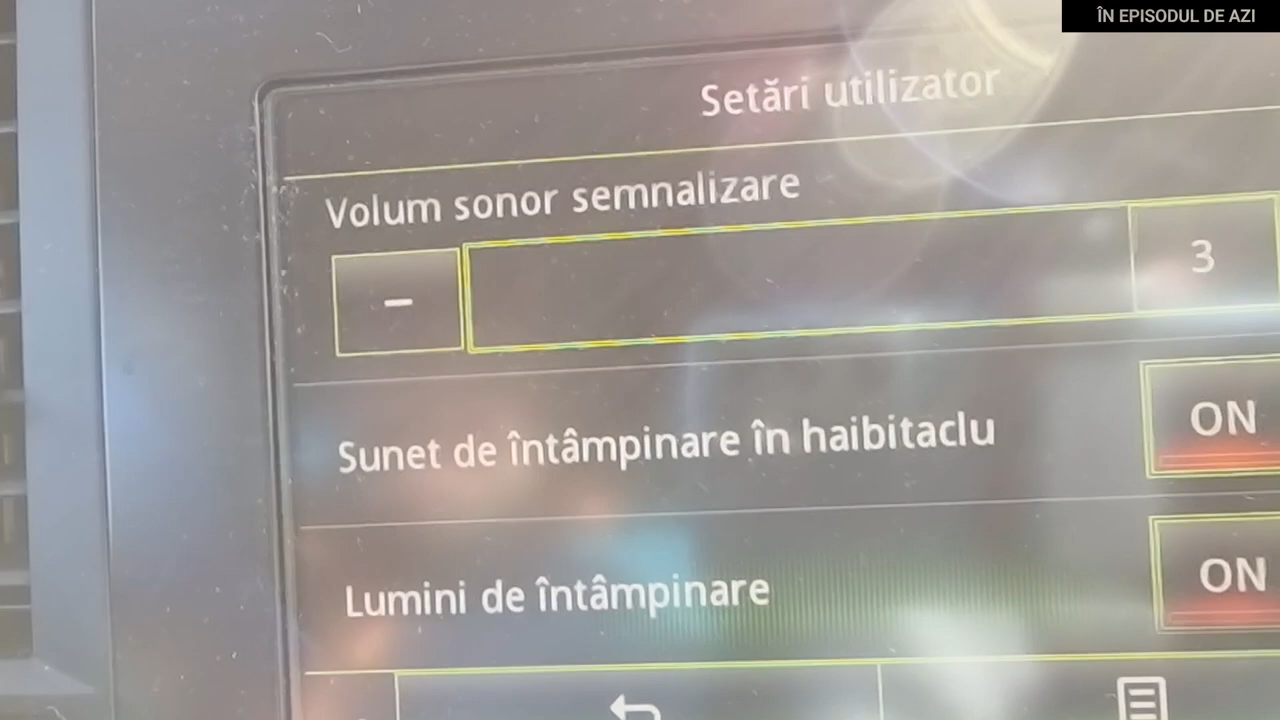 ÎN EPISODUL DE AZI
Setări utilizator
Volum sonor semnalizare
–
3
Sunet de întâmpinare în haibitaclu
ON
Lumini de întâmpinare
ON